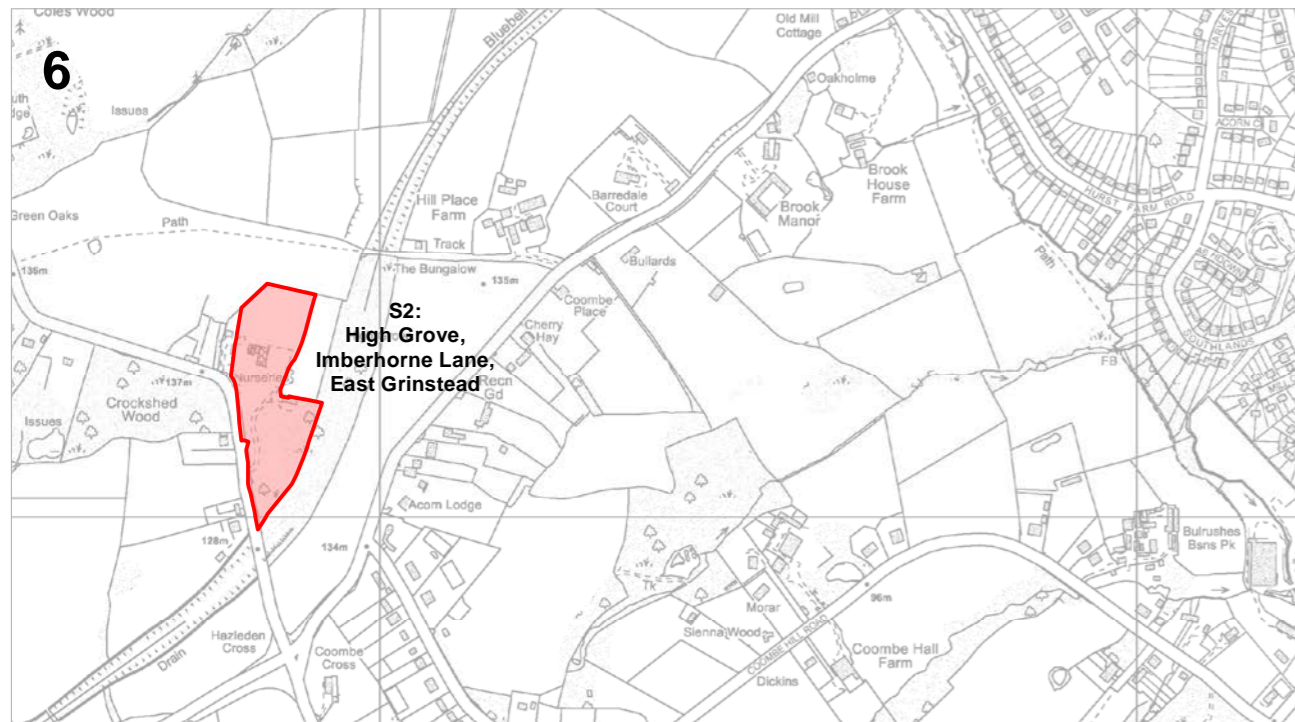 Coles Wood
6
Bluebell
Old Mill
Cottage
Oakholme
Issues
ACORN C
Hill Place
Farm
Barredale
Court
Brook
House
Farm
Brook
Manor
HURST FARM ROAD
Green Oaks
Path
Track
The Bungalow
Bullards
Path
136m
135m
S2:
High Grove,
Imberhorne Lane,
East Grinstead
Coombe
Place
Cherry
Hay
FB
137m
Recn
Gd
Crockshed
Wood
Issues
Acorn Lodge
128m
134m
Bulrushes
Bsns Pk
Tk
Morar
96m
Sienna Wood
COOMBE HILL ROAD
Hazleden
Cross
Drain
Coombe
Cross
Coombe Hall
Farm
Dickins